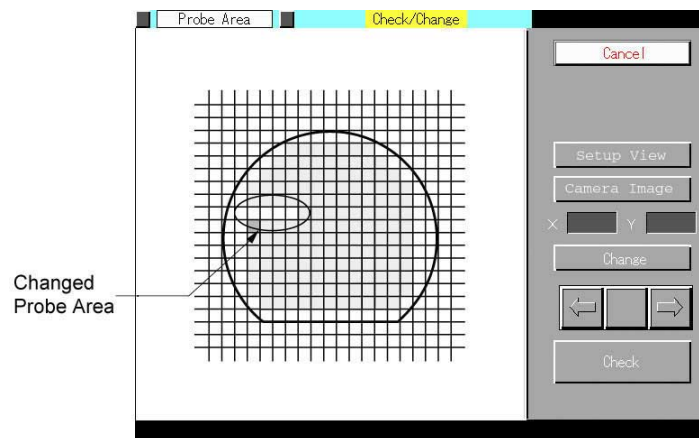 Probe Area
Check/Change
Cancel
Setup View
Camera Image
X
Y
Change
Check
Changed
Probe Area